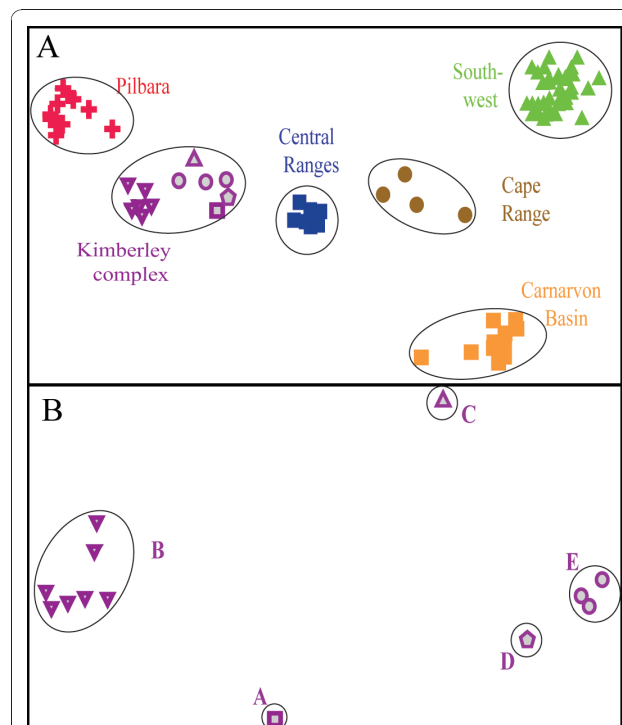 A
Pilbara
South-
west
Central
Ranges
Cape
Range
Kimberley
complex
Carnarvon
Basin
B
C
B
E
D
A